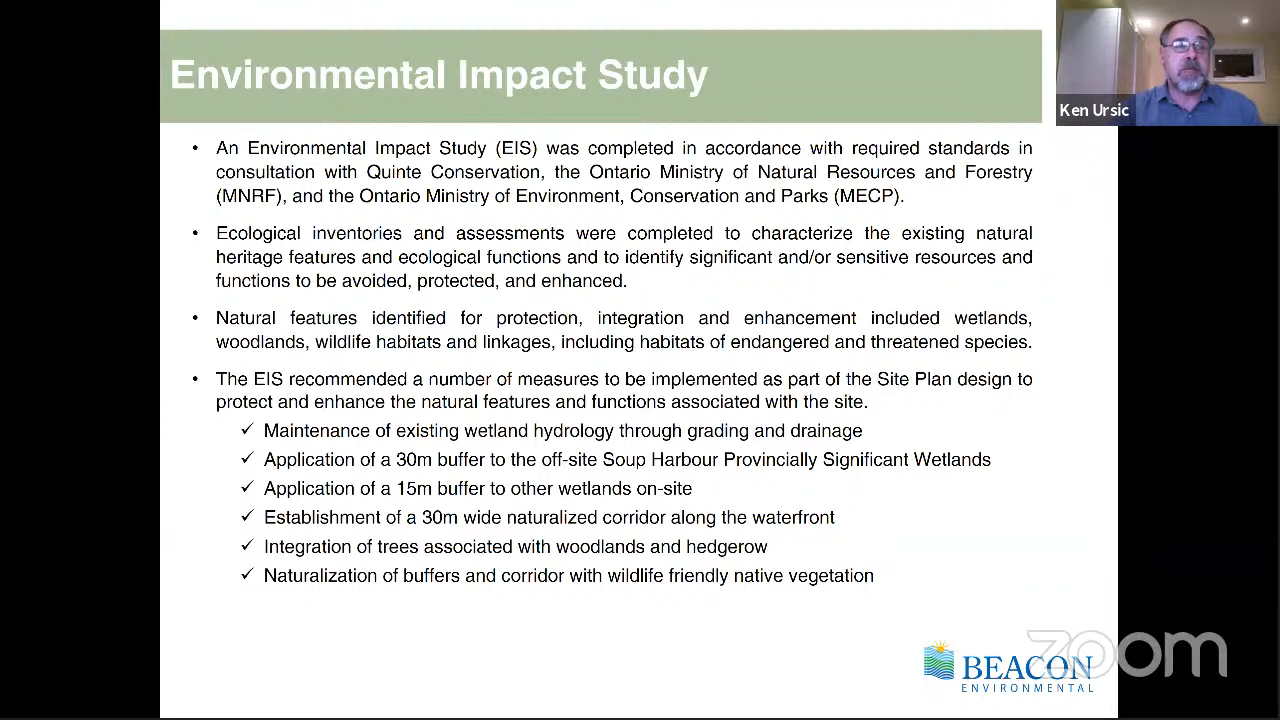 Environmental Impact Study
Ken Ursic
• An Environmental Impact Study (EIS) was completed in accordance with required standards in
consultation with Quinte Conservation, the Ontario Ministry of Natural Resources and Forestry
(MNRF), and the Ontario Ministry of Environment, Conservation and Parks (MECP).
• Ecological inventories and assessments were completed to characterize the existing natural
heritage features and ecological functions and to identify significant and/or sensitive resources and
functions to be avoided, protected, and enhanced.
• Natural features identified for protection, integration and enhancement included wetlands,
woodlands, wildlife habitats and linkages, including habitats of endangered and threatened species.
• The EIS recommended a number of measures to be implemented as part of the Site Plan design to
protect and enhance the natural features and functions associated with the site.
✓ Maintenance of existing wetland hydrology through grading and drainage
✓ Application of a 30m buffer to the off-site Soup Harbour Provincially Significant Wetlands
✓ Application of a 15m buffer to other wetlands on-site
✓ Establishment of a 30m wide naturalized corridor along the waterfront
✓ Integration of trees associated with woodlands and hedgerow
✓ Naturalization of buffers and corridor with wildlife friendly native vegetation
zoom
BEACON
ENVIRONMENTAL